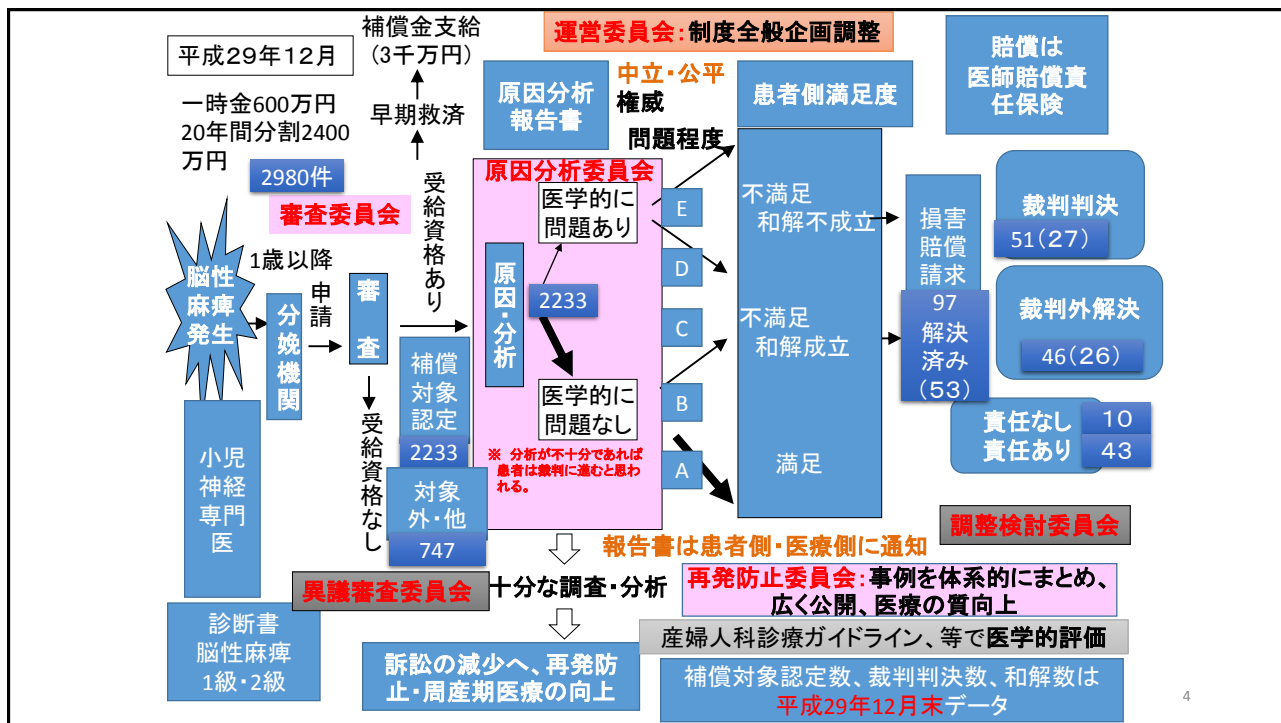 平成29年12月
補償金支給
(3千万円)
運営委員会：制度全般企画調整
一時金600万円
20年間分割2400
万円
早期救済
原因分析
報告書
中立・公平
権威
問題程度
患者側満足度
賠償は
医師賠償責
任保険
2980件
審査委員会
受給資格あり
脳性
麻痺
発生
1歳以降
分娩機関
申請
審査
受給資格なし
補償
対象
認定
2233
対象
外・他
747
原因分析委員会
医学的に
問題あり
原因・分析
2233
医学的に
問題なし
※ 分析が不十分であれば
患者は裁判に進むと思わ
れる。
E
D
C
B
A
不満足
和解不成立
不満足
和解成立
満足
損害
賠償
請求
97
解決
済み
(53)
裁判判決
51(27)
裁判外解決
46(26)
責任なし
10
責任あり
43
小児
神経
専門
医
診断書
脳性麻痺
1級・2級
異議審査委員会
十分な調査・分析
訴訟の減少へ、再発防
止・周産期医療の向上
報告書は患者側・医療側に通知
調整検討委員会
再発防止委員会：事例を体系的にまとめ、
広く公開、医療の質向上
産婦人科診療ガイドライン、等で医学的評価
補償対象認定数、裁判判決数、和解数は
平成29年12月末データ
4